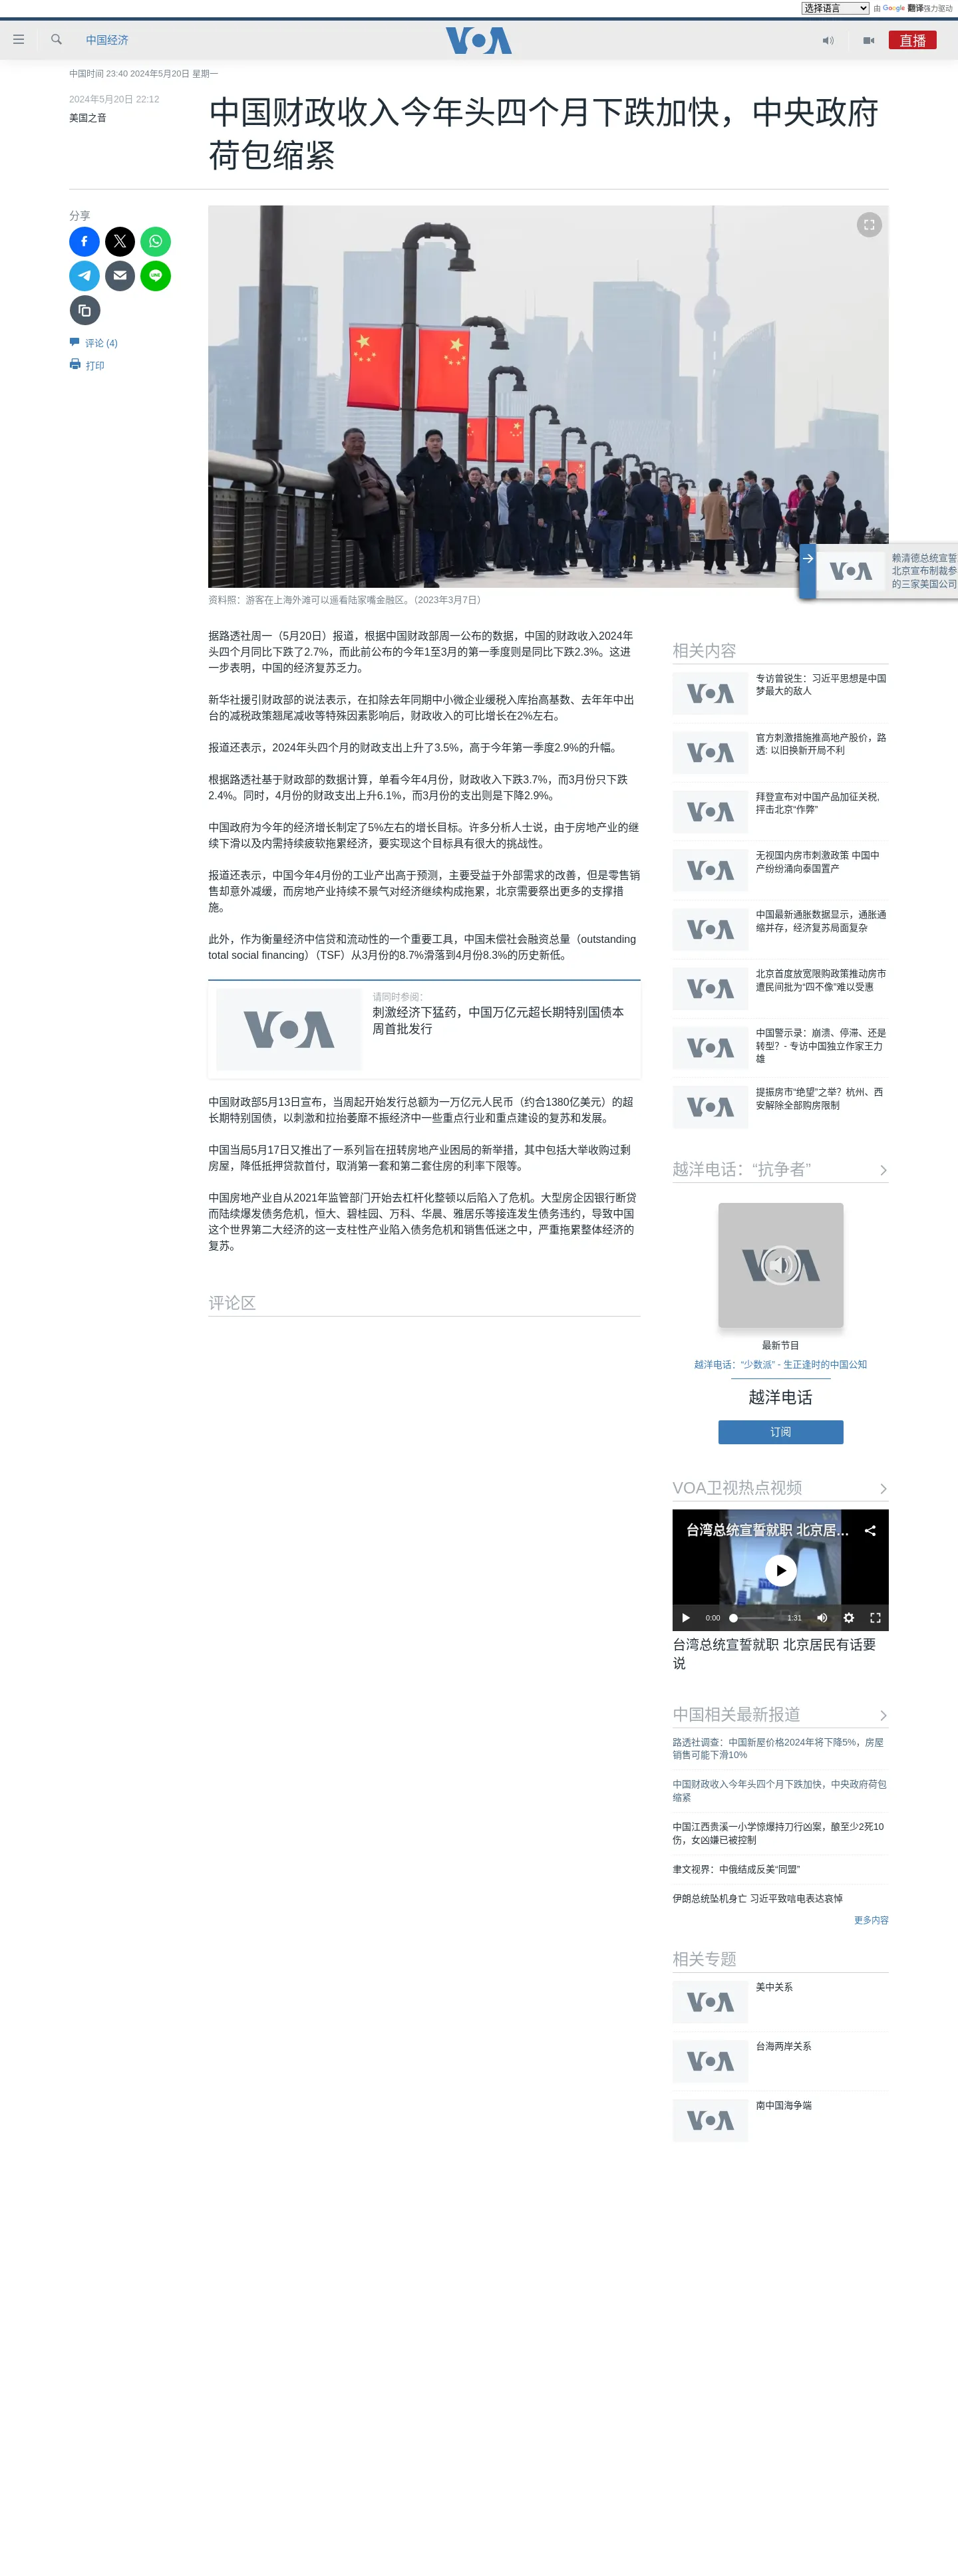 选择语言 由 Google 翻译强力驱动
中国经济
VOA
直播
中国时间 23:40 2024年5月20日 星期一
2024年5月20日 22:12
美国之音
中国财政收入今年头四个月下跌加快，中央政府
荷包缩紧
分享
评论 (4)
打印
资料照：游客在上海外滩可以遥看陆家嘴金融区。（2023年3月7日）
赖清德总统宣誓
北京宣布制裁参
的三家美国公司
据路透社周一（5月20日）报道，根据中国财政部周一公布的数据，中国的财政收入2024年
头四个月同比下跌了2.7%，而此前公布的今年1至3月的第一季度则是同比下跌2.3%。这进
一步表明，中国的经济复苏乏力。
新华社援引财政部的说法表示，在扣除去年同期中小微企业缓税入库抬高基数、去年年中出
台的减税政策翘尾减收等特殊因素影响后，财政收入的可比增长在2%左右。
报道还表示，2024年头四个月的财政支出上升了3.5%，高于今年第一季度2.9%的升幅。
根据路透社基于财政部的数据计算，单看今年4月份，财政收入下跌3.7%，而3月份只下跌
2.4%。同时，4月份的财政支出上升6.1%，而3月份的支出则是下降2.9%。
中国政府为今年的经济增长制定了5%左右的增长目标。许多分析人士说，由于房地产业的继
续下滑以及内需持续疲软拖累经济，要实现这个目标具有很大的挑战性。
报道还表示，中国今年4月份的工业产出高于预测，主要受益于外部需求的改善，但是零售销
售却意外减缓，而房地产业持续不景气对经济继续构成拖累，北京需要祭出更多的支撑措
施。
此外，作为衡量经济中信贷和流动性的一个重要工具，中国未偿社会融资总量（outstanding
total social financing）（TSF）从3月份的8.7%滑落到4月份8.3%的历史新低。
VOA
请同时参阅：
刺激经济下猛药，中国万亿元超长期特别国债本
周首批发行
中国财政部5月13日宣布，当周起开始发行总额为一万亿元人民币（约合1380亿美元）的超
长期特别国债，以刺激和拉抬萎靡不振经济中一些重点行业和重点建设的复苏和发展。
中国当局5月17日又推出了一系列旨在扭转房地产业困局的新举措，其中包括大举收购过剩
房屋，降低抵押贷款首付，取消第一套和第二套住房的利率下限等。
中国房地产业自从2021年监管部门开始去杠杆化整顿以后陷入了危机。大型房企因银行断贷
而陆续爆发债务危机，恒大、碧桂园、万科、华晨、雅居乐等接连发生债务违约，导致中国
这个世界第二大经济的这一支柱性产业陷入债务危机和销售低迷之中，严重拖累整体经济的
复苏。
评论区
相关内容
专访曾锐生：习近平思想是中国
梦最大的敌人
官方刺激措施推高地产股价，路
透: 以旧换新开局不利
拜登宣布对中国产品加征关税,
抨击北京“作弊”
无视国内房市刺激政策 中国中
产纷纷涌向泰国置产
中国最新通胀数据显示，通胀通
缩并存，经济复苏局面复杂
北京首度放宽限购政策推动房市
遭民间批为“四不像”难以受惠
中国警示录：崩溃、停滞、还是
转型？- 专访中国独立作家王力
雄
提振房市“绝望”之举？杭州、西
安解除全部购房限制
越洋电话：“抗争者”
最新节目
越洋电话：“少数派” - 生正逢时的中国公知
越洋电话
订阅
VOA卫视热点视频
台湾总统宣誓就职 北京居...
0:00 1:31
台湾总统宣誓就职 北京居民有话要
说
中国相关最新报道
路透社调查：中国新屋价格2024年将下降5%，房屋
销售可能下滑10%
中国财政收入今年头四个月下跌加快，中央政府荷包
缩紧
中国江西贵溪一小学惊爆持刀行凶案，酿至少2死10
伤，女凶嫌已被控制
聿文视界：中俄结成反美“同盟”
伊朗总统坠机身亡 习近平致唁电表达哀悼
更多内容
相关专题
美中关系
台海两岸关系
南中国海争端